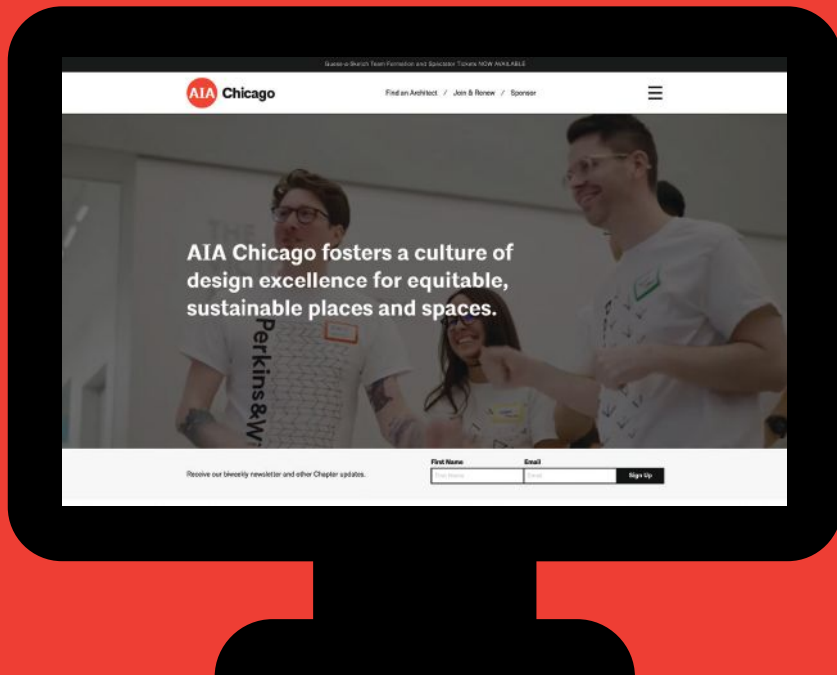 Guess-a-Sketch Team Formation and Spectator Tickets NOW AVAILABLE
AIA Chicago
Find an Architect / Join & Renew / Sponsor
AIA Chicago fosters a culture of
design excellence for equitable,
sustainable places and spaces.
Perkins&W
First Name
Email
Receive our biweekly newsletter and other Chapter updates.
First Name
Email
Sign Up